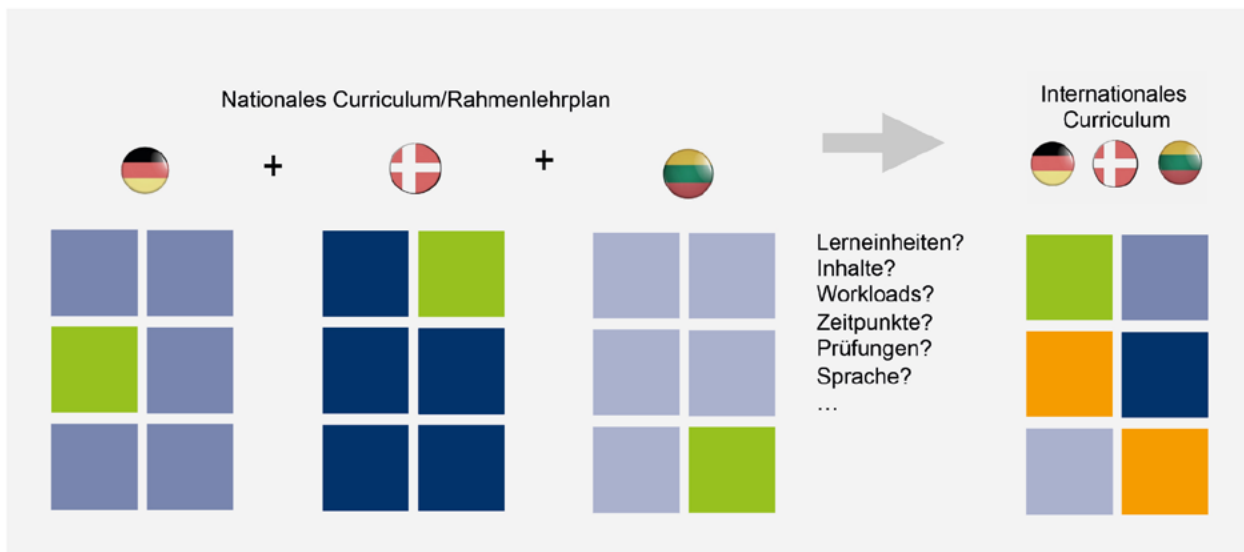 Nationales Curriculum/Rahmenlehrplan
+
+
Internationales
Curriculum
Lerneinheiten?
Inhalte?
Workloads?
Zeitpunkte?
Prüfungen?
Sprache?
...